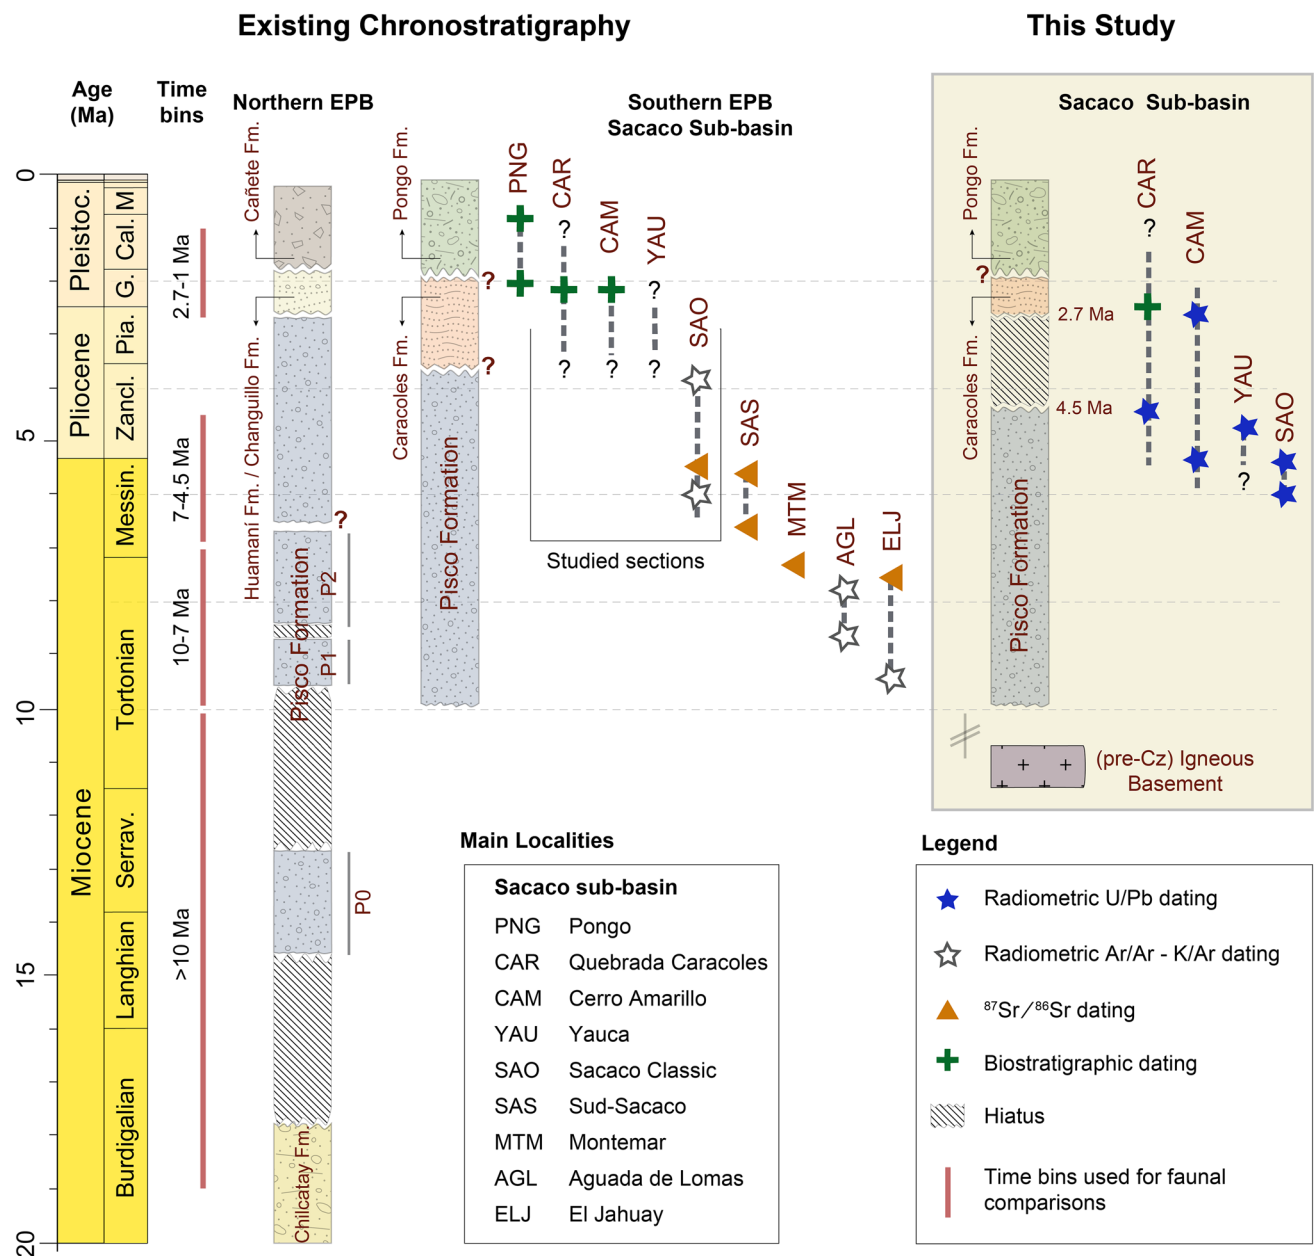 Existing Chronostratigraphy
This Study
Age
(Ma)
Time
bins
Northern EPB
Southern EPB
Sacaco Sub-basin
Sacaco Sub-basin
0
5
10
15
20
Pleistoc.
Pliocene
Miocene
M
Cal.
G.
Pia.
Zancl.
Messin.
Tortonian
Serrav.
Langhian
Burdigalian
2.7-1 Ma
7-4.5 Ma
10-7 Ma
>10 Ma
Cañete Fm.
Huamaní Fm. / Changuillo Fm.
?
Pisco Formation
P2
P1
P0
Chilcatay Fm.
Pongo Fm.
Caracoles Fm.
?
?
Pisco Formation
PNG
CAR
?
?
CAM
?
YAU
?
?
SAO
SAS
MTM
AGL
ELJ
Studied sections
Pongo Fm.
Caracoles Fm.
?
2.7 Ma
4.5 Ma
Pisco Formation
CAR
?
CAM
YAU
?
SAO
(pre-Cz) Igneous
Basement
Main Localities
Sacaco sub-basin
PNG Pongo
CAR Quebrada Caracoles
CAM Cerro Amarillo
YAU Yauca
SAO Sacaco Classic
SAS Sud-Sacaco
MTM Montemar
AGL Aguada de Lomas
ELJ El Jahuay
Legend
Radiometric U/Pb dating
Radiometric Ar/Ar - K/Ar dating
⁸⁷Sr/⁸⁶Sr dating
Biostratigraphic dating
Hiatus
Time bins used for faunal
comparisons